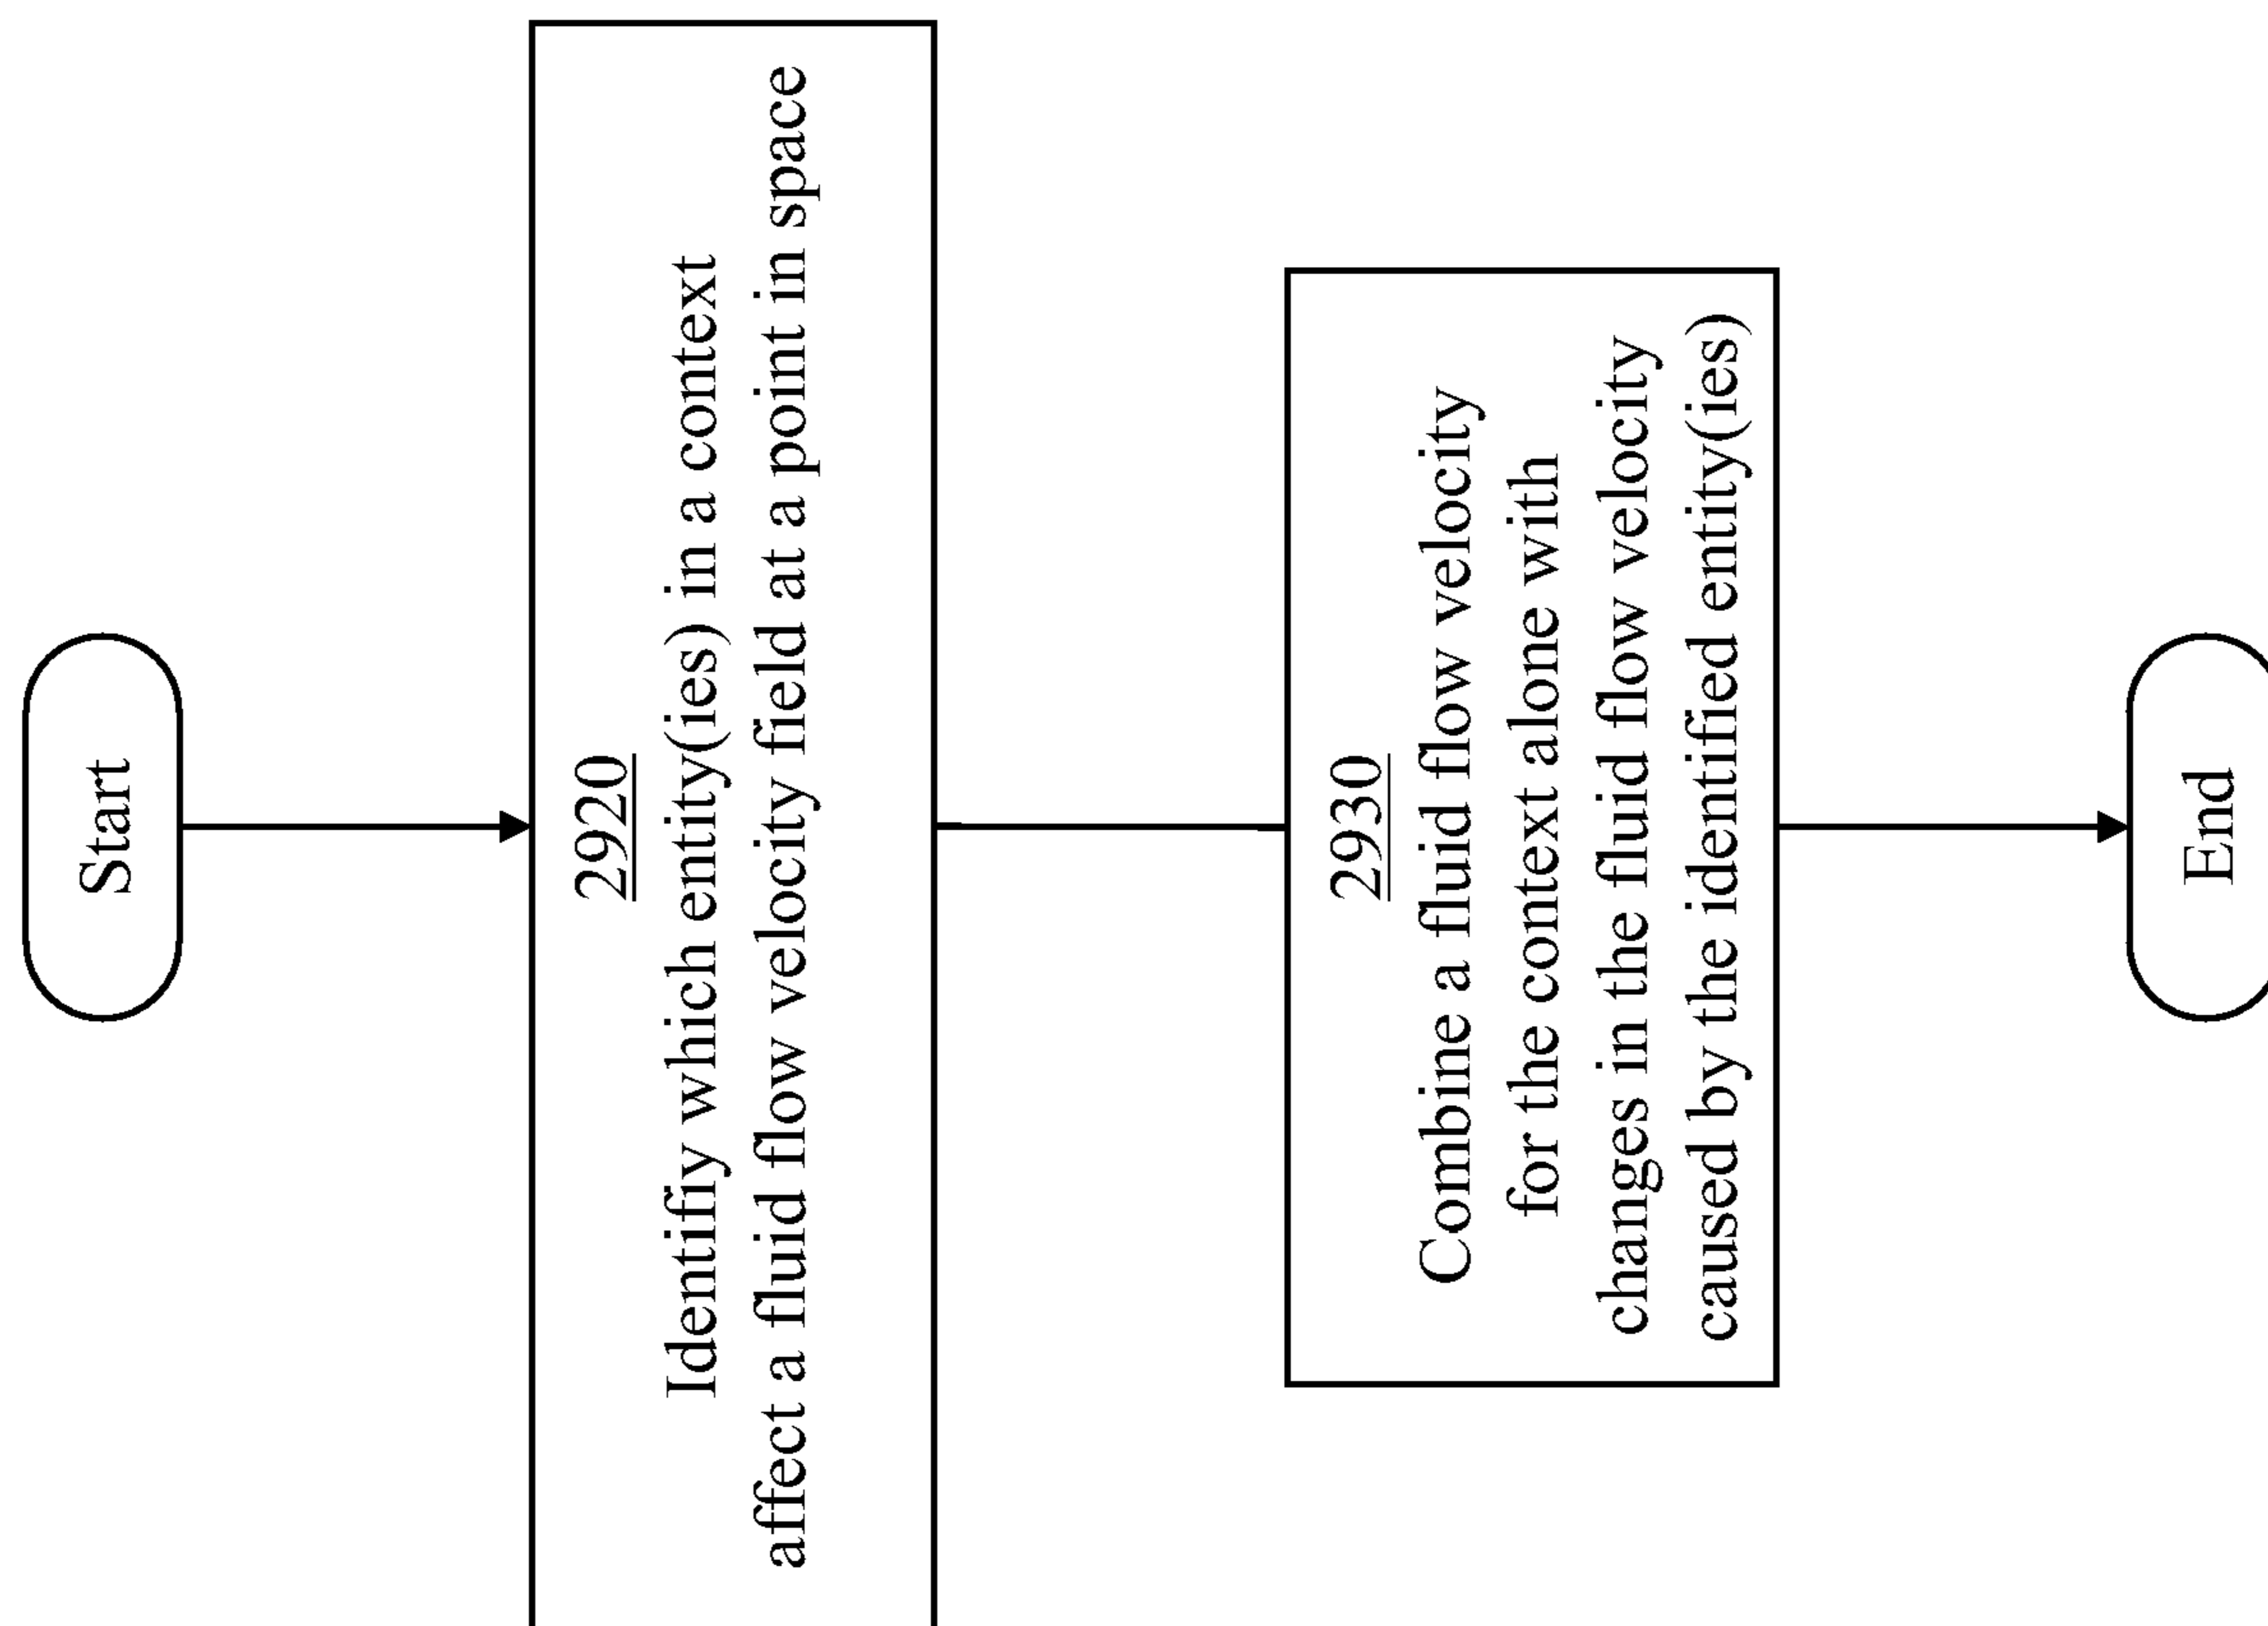 Start
2920
Identifiy which entity(ies) in a context
affect a fluid flow velocity field at a point in space
2930
Combine a fluid flow velocity
for the context alone with
changes in the fluid flow velocity
caused by the identified entity(ies)
End